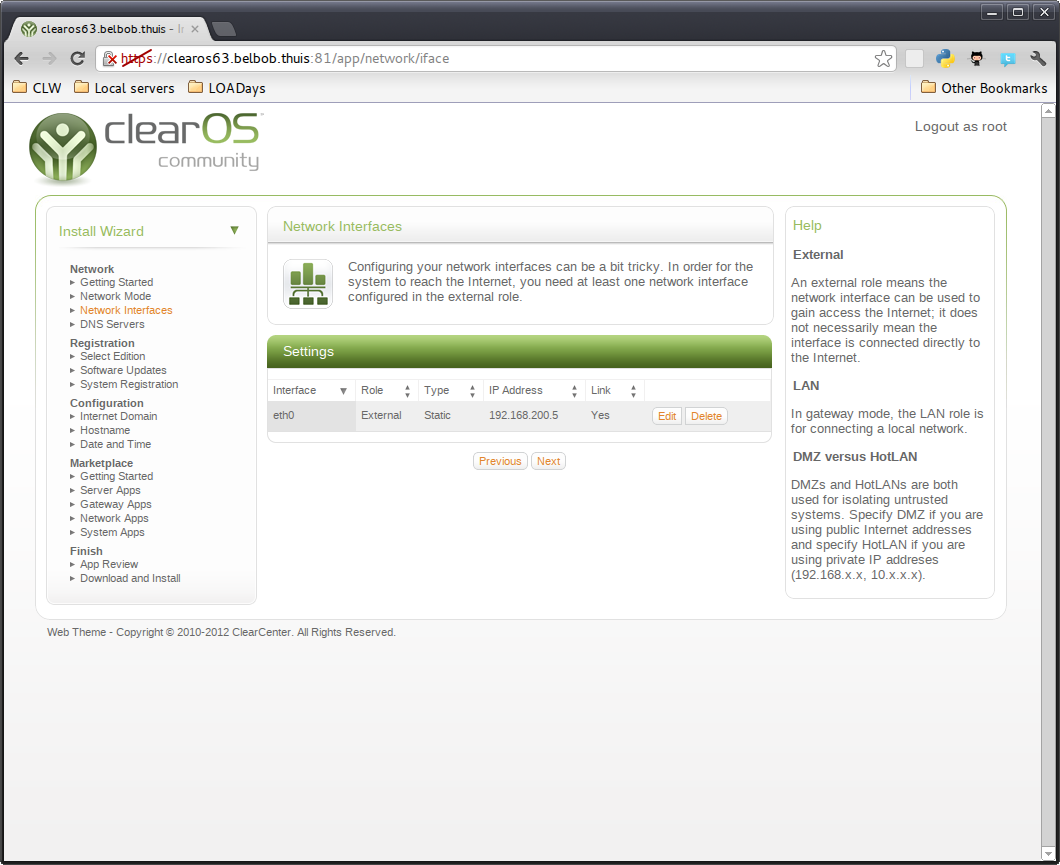 clearos63.belbob.thuis - 
https://clearos63.belbob.thuis:81/app/network/iface
CLW Local servers LOADays Other Bookmarks
clearOS
community
Logout as root
Install Wizard
Network
Getting Started
Network Mode
Network Interfaces
DNS Servers
Registration
Select Edition
Software Updates
System Registration
Configuration
Internet Domain
Hostname
Date and Time
Marketplace
Getting Started
Server Apps
Gateway Apps
Network Apps
System Apps
Finish
App Review
Download and Install
Network Interfaces
Configuring your network interfaces can be a bit tricky. In order for the
system to reach the Internet, you need at least one network interface
configured in the external role.
Settings
Interface Role Type IP Address Link
eth0 External Static 192.168.200.5 Yes Edit Delete
Previous Next
Help
External
An external role means the
network interface can be used to
gain access the Internet; it does
not necessarily mean the
interface is connected directly to
the Internet.
LAN
In gateway mode, the LAN role is
for connecting a local network.
DMZ versus HotLAN
DMZs and HotLANs are both
used for isolating untrusted
systems. Specify DMZ if you are
using public Internet addresses
and specify HotLAN if you are
using private IP addreses
(192.168.x.x, 10.x.x.x).
Web Theme - Copyright © 2010-2012 ClearCenter. All Rights Reserved.